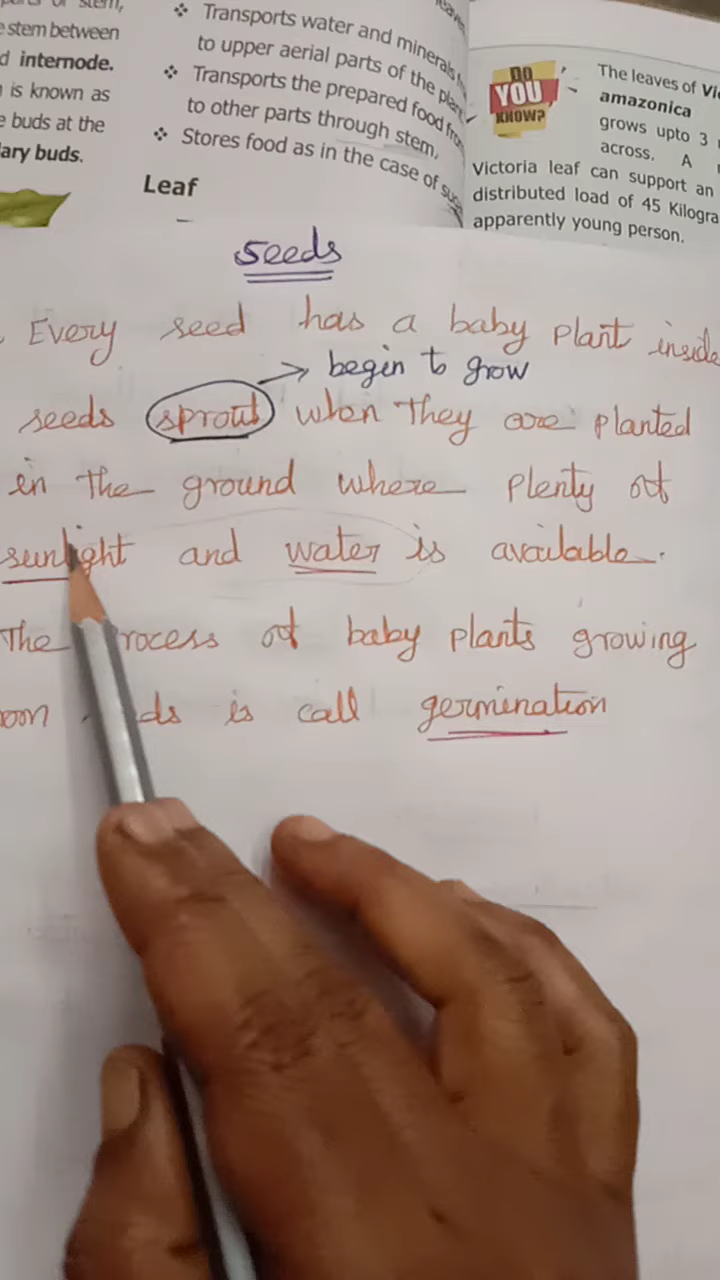 stem between
internode.
is known as
buds at the
buds.
❖ Transports water and minerals
to upper aerial parts of the plant
❖ Transports the prepared food from
to other parts through stem.
❖ Stores food as in the case of
Leaf
DO
YOU
KNOW?
The leaves of
amazonica
grows upto 3
across. A
Victoria leaf can support an
distributed load of 45
apparently young person.
seeds
Every seed has a baby plant inside
begin to grow
seeds sprout when they are planted
in the ground where plenty of
sunlight and water is available.
The rocess of baby plants growing
ds is call germination